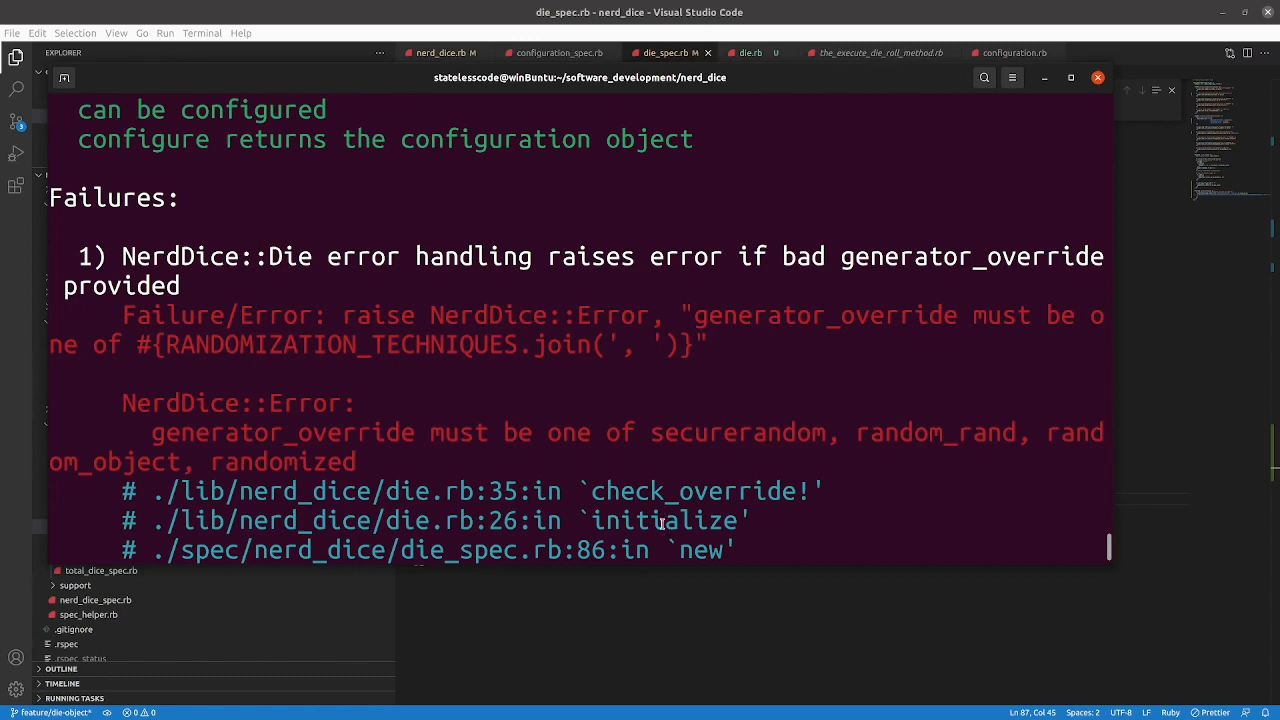 die_spec.rb - nerd_dice - Visual Studio Code
File Edit Selection View Go Run Terminal Help
EXPLORER
nerd_dice.rb M configuration_spec.rb die_spec.rb M die.rb U the_execute_die_roll_method.rb configuration.rb
statelesscode@winBuntu:~/software_development/nerd_dice
can be configured
configure returns the configuration object
Failures:
1) NerdDice::Die error handling raises error if bad generator_override
provided
Failure/Error: raise NerdDice::Error, "generator_override must be o
ne of #{RANDOMIZATION_TECHNIQUES.join(', ')}"
NerdDice::Error:
generator_override must be one of securerandom, random_rand, rand
om_object, randomized
# ./lib/nerd_dice/die.rb:35:in `check_override!'
# ./lib/nerd_dice/die.rb:26:in `initialize'
# ./spec/nerd_dice/die_spec.rb:86:in `new'
total_dice_spec.rb
support
nerd_dice_spec.rb
spec_helper.rb
.gitignore
.rspec
.rspec_status
OUTLINE
TIMELINE
RUNNING TASKS
3
feature/die-object* 0 0 Ln 87, Col 45 Spaces: 2 UTF-8 LF Ruby Prettier